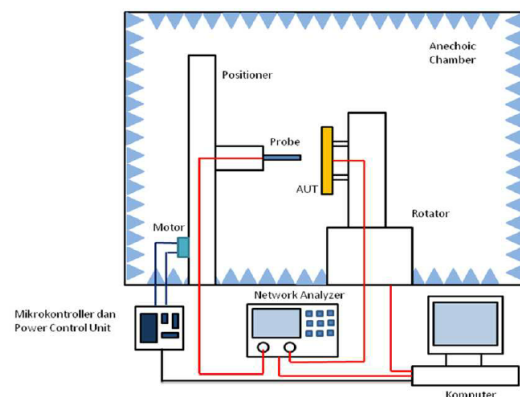 Anechoic
Chamber
Positioner
Probe
AUT
Motor
Rotator
Network Analyzer
Mikrokontroller dan
Power Control Unit
Komputer